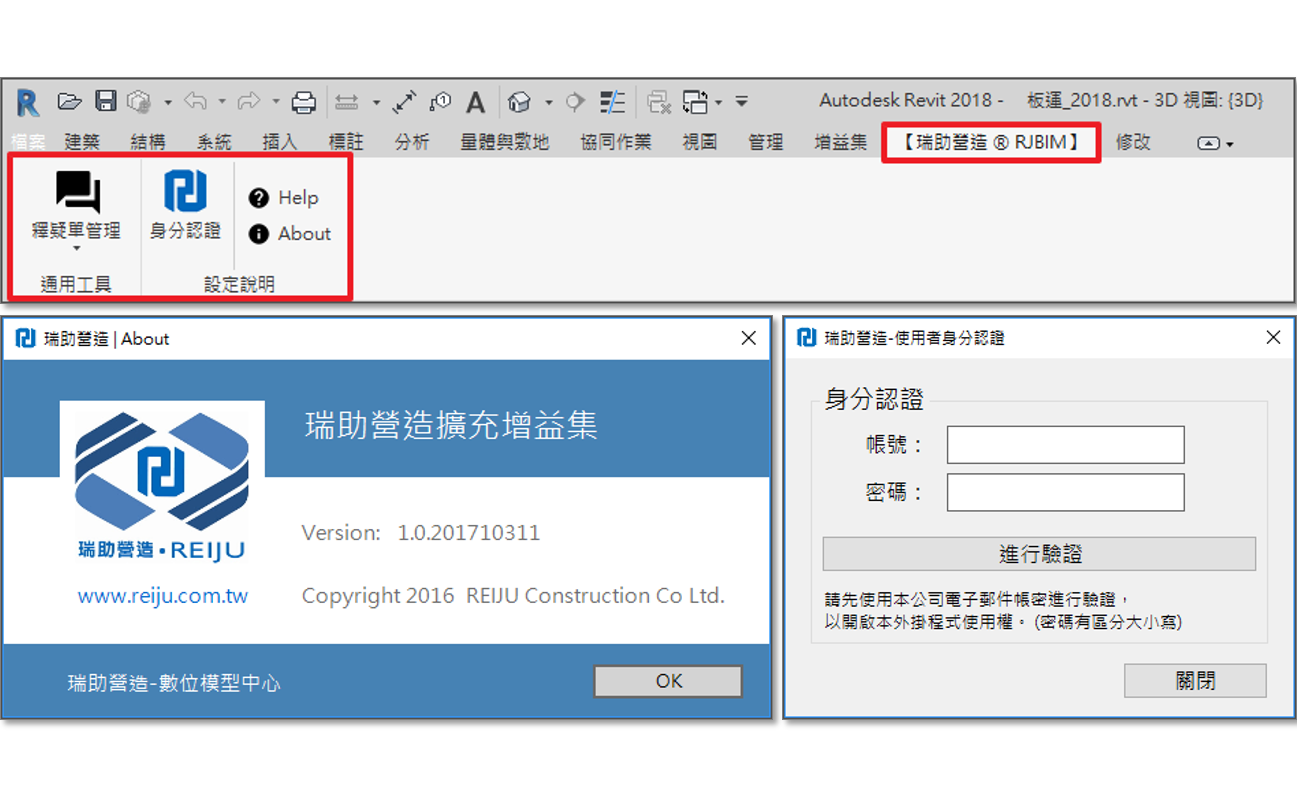 Autodesk Revit 2018 - 板運_2018.rvt - 3D 視圖: {3D}
檔案 建築 結構 系統 插入 標註 分析 量體與敷地 協同作業 視圖 管理 增益集 【瑞助營造 ® RJBIM】 修改
釋疑單管理
身分認證
Help
About
通用工具
設定說明
瑞助營造 | About
瑞助營造擴充增益集
瑞助營造・REIJU
www.reiju.com.tw
Version: 1.0.201710311
Copyright 2016 REIJU Construction Co Ltd.
瑞助營造-數位模型中心
OK
瑞助營造-使用者身分認證
身分認證
帳號：
密碼：
進行驗證
請先使用本公司電子郵件帳密進行驗證，
以開啟本外掛程式使用權。(密碼有區分大小寫)
關閉